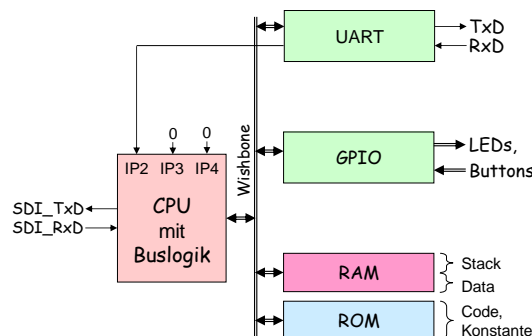 UART
TxD
RxD
0 0
IP2 IP3 IP4
CPU
mit
Buslogik
SDI_TxD
SDI_RxD
Wishbone
GPIO
LEDs,
Buttons
RAM
Stack
Data
ROM
Code,
Konstante